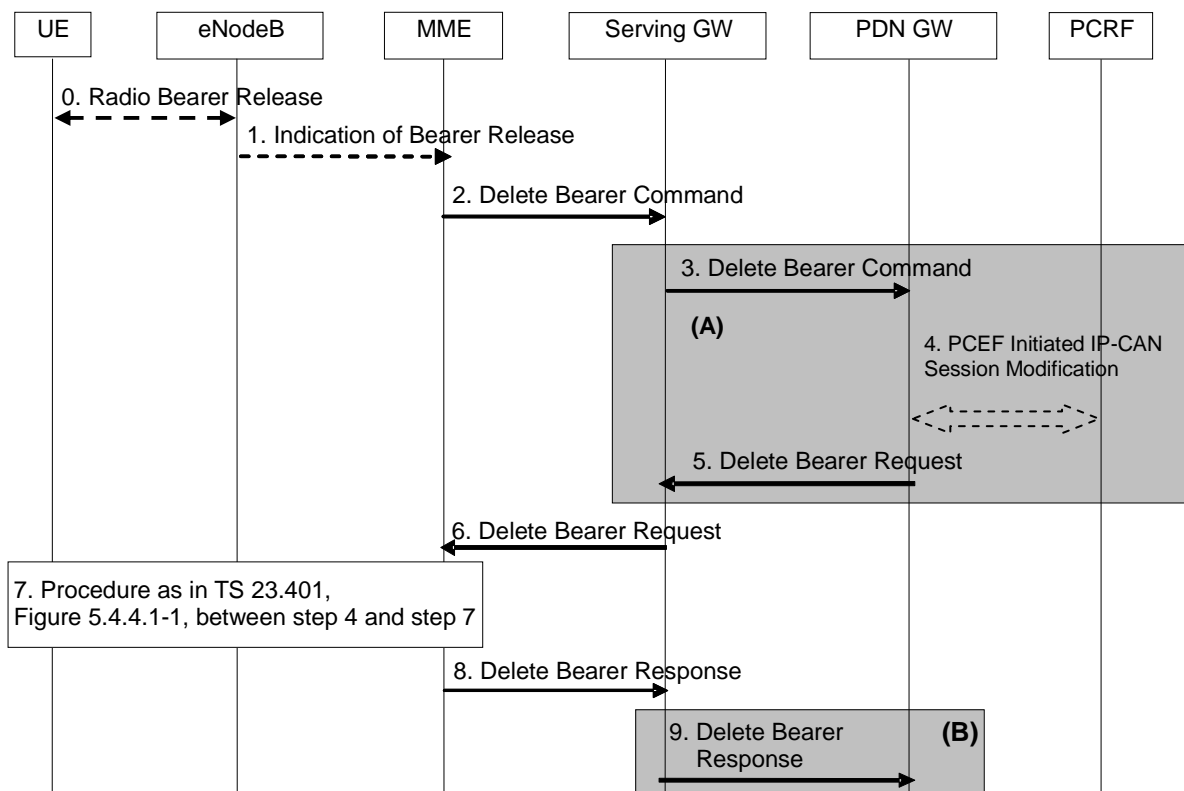 UE
eNodeB
MME
Serving GW
PDN GW
PCRF
0. Radio Bearer Release
1. Indication of Bearer Release
2. Delete Bearer Command
3. Delete Bearer Command
(A)
4. PCEF Initiated IP-CAN
Session Modification
5. Delete Bearer Request
6. Delete Bearer Request
7. Procedure as in TS 23.401,
Figure 5.4.4.1-1, between step 4 and step 7
8. Delete Bearer Response
9. Delete Bearer
Response
(B)